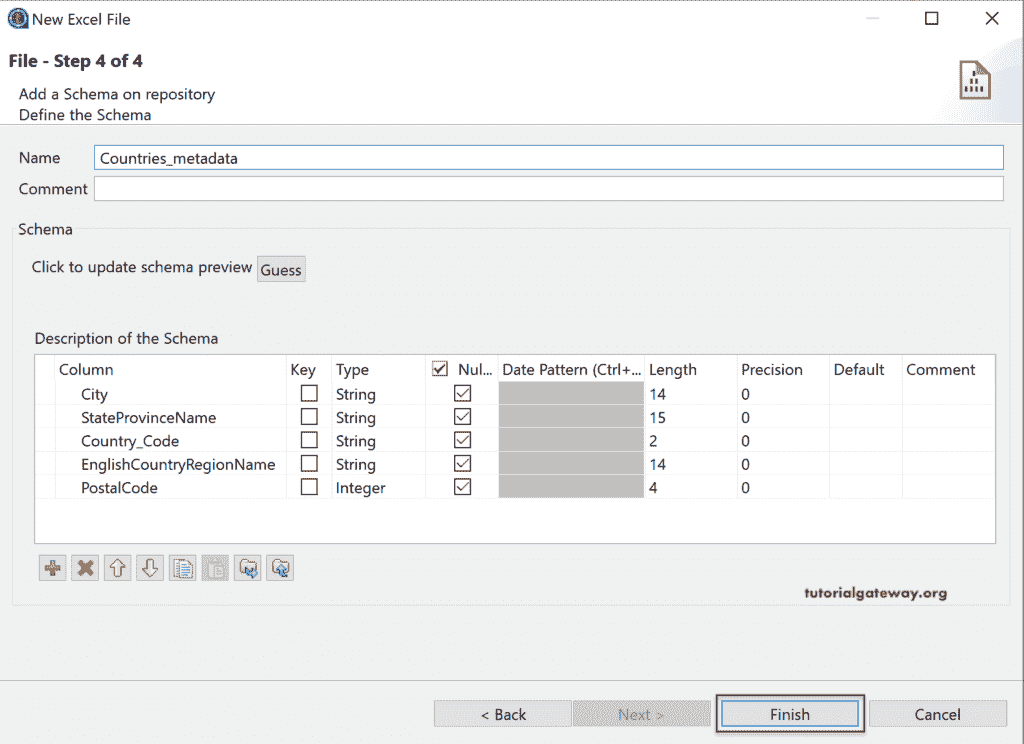 New Excel File
File - Step 4 of 4
Add a Schema on repository
Define the Schema
Name Countries_metadata
Comment
Schema
Click to update schema preview Guess
Description of the Schema
Column Key Type Nul... Date Pattern (Ctrl+... Length Precision Default Comment
City String 14 0
StateProvinceName String 15 0
Country_Code String 2 0
EnglishCountryRegionName String 14 0
PostalCode Integer 4 0
tutorialgateway.org
< Back Next > Finish Cancel